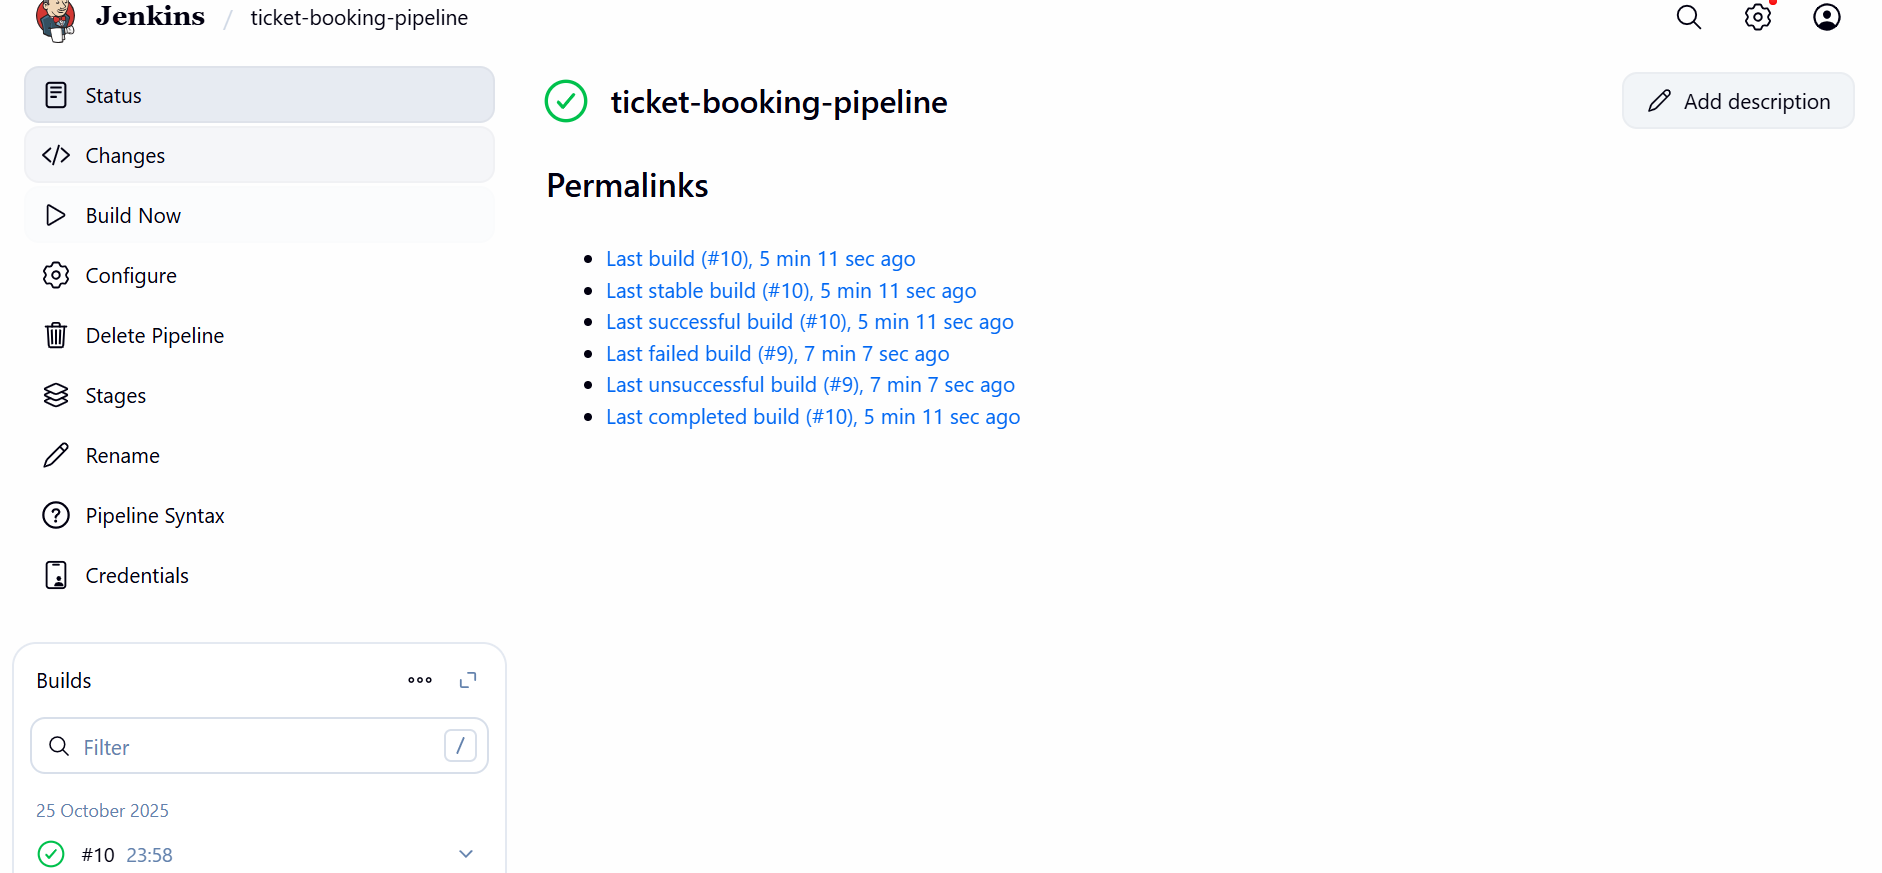 Jenkins / ticket-booking-pipeline
Status
Changes
Build Now
Configure
Delete Pipeline
Stages
Rename
Pipeline Syntax
Credentials
Builds
Filter /
25 October 2025
#10 23:58
ticket-booking-pipeline
Add description
Permalinks
Last build (#10), 5 min 11 sec ago
Last stable build (#10), 5 min 11 sec ago
Last successful build (#10), 5 min 11 sec ago
Last failed build (#9), 7 min 7 sec ago
Last unsuccessful build (#9), 7 min 7 sec ago
Last completed build (#10), 5 min 11 sec ago